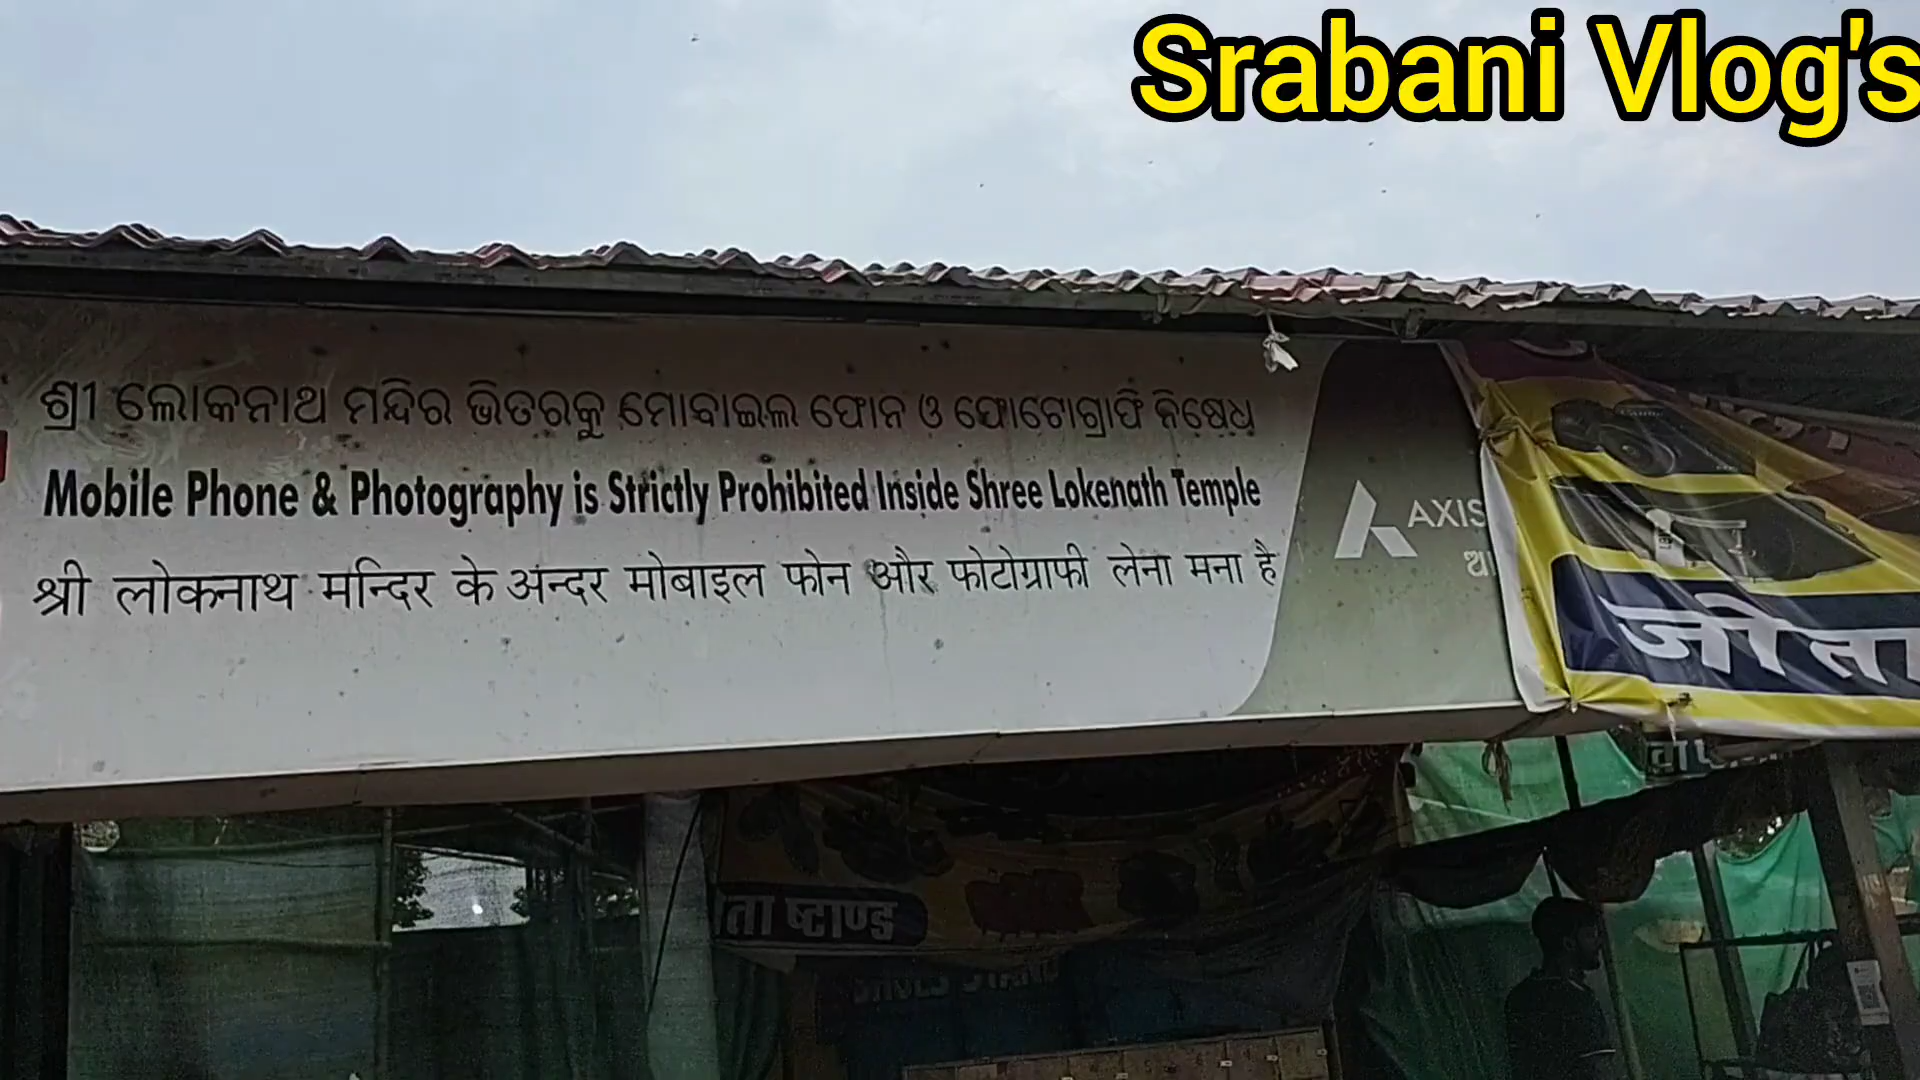 Srabani Vlog's
ଶ୍ରୀ ଲୋକନାଥ ମନ୍ଦିର ଭିତରକୁ ମୋବାଇଲ ଫୋନ ଓ ଫୋଟୋଗ୍ରାଫି ନିଷେଧ
Mobile Phone & Photography is Strictly Prohibited Inside Shree Lokenath Temple
श्री लोकनाथ मन्दिर के अन्दर मोबाइल फोन और फोटोग्राफी लेना मना है
AXIS
जोता
ता ष्टाण्ड